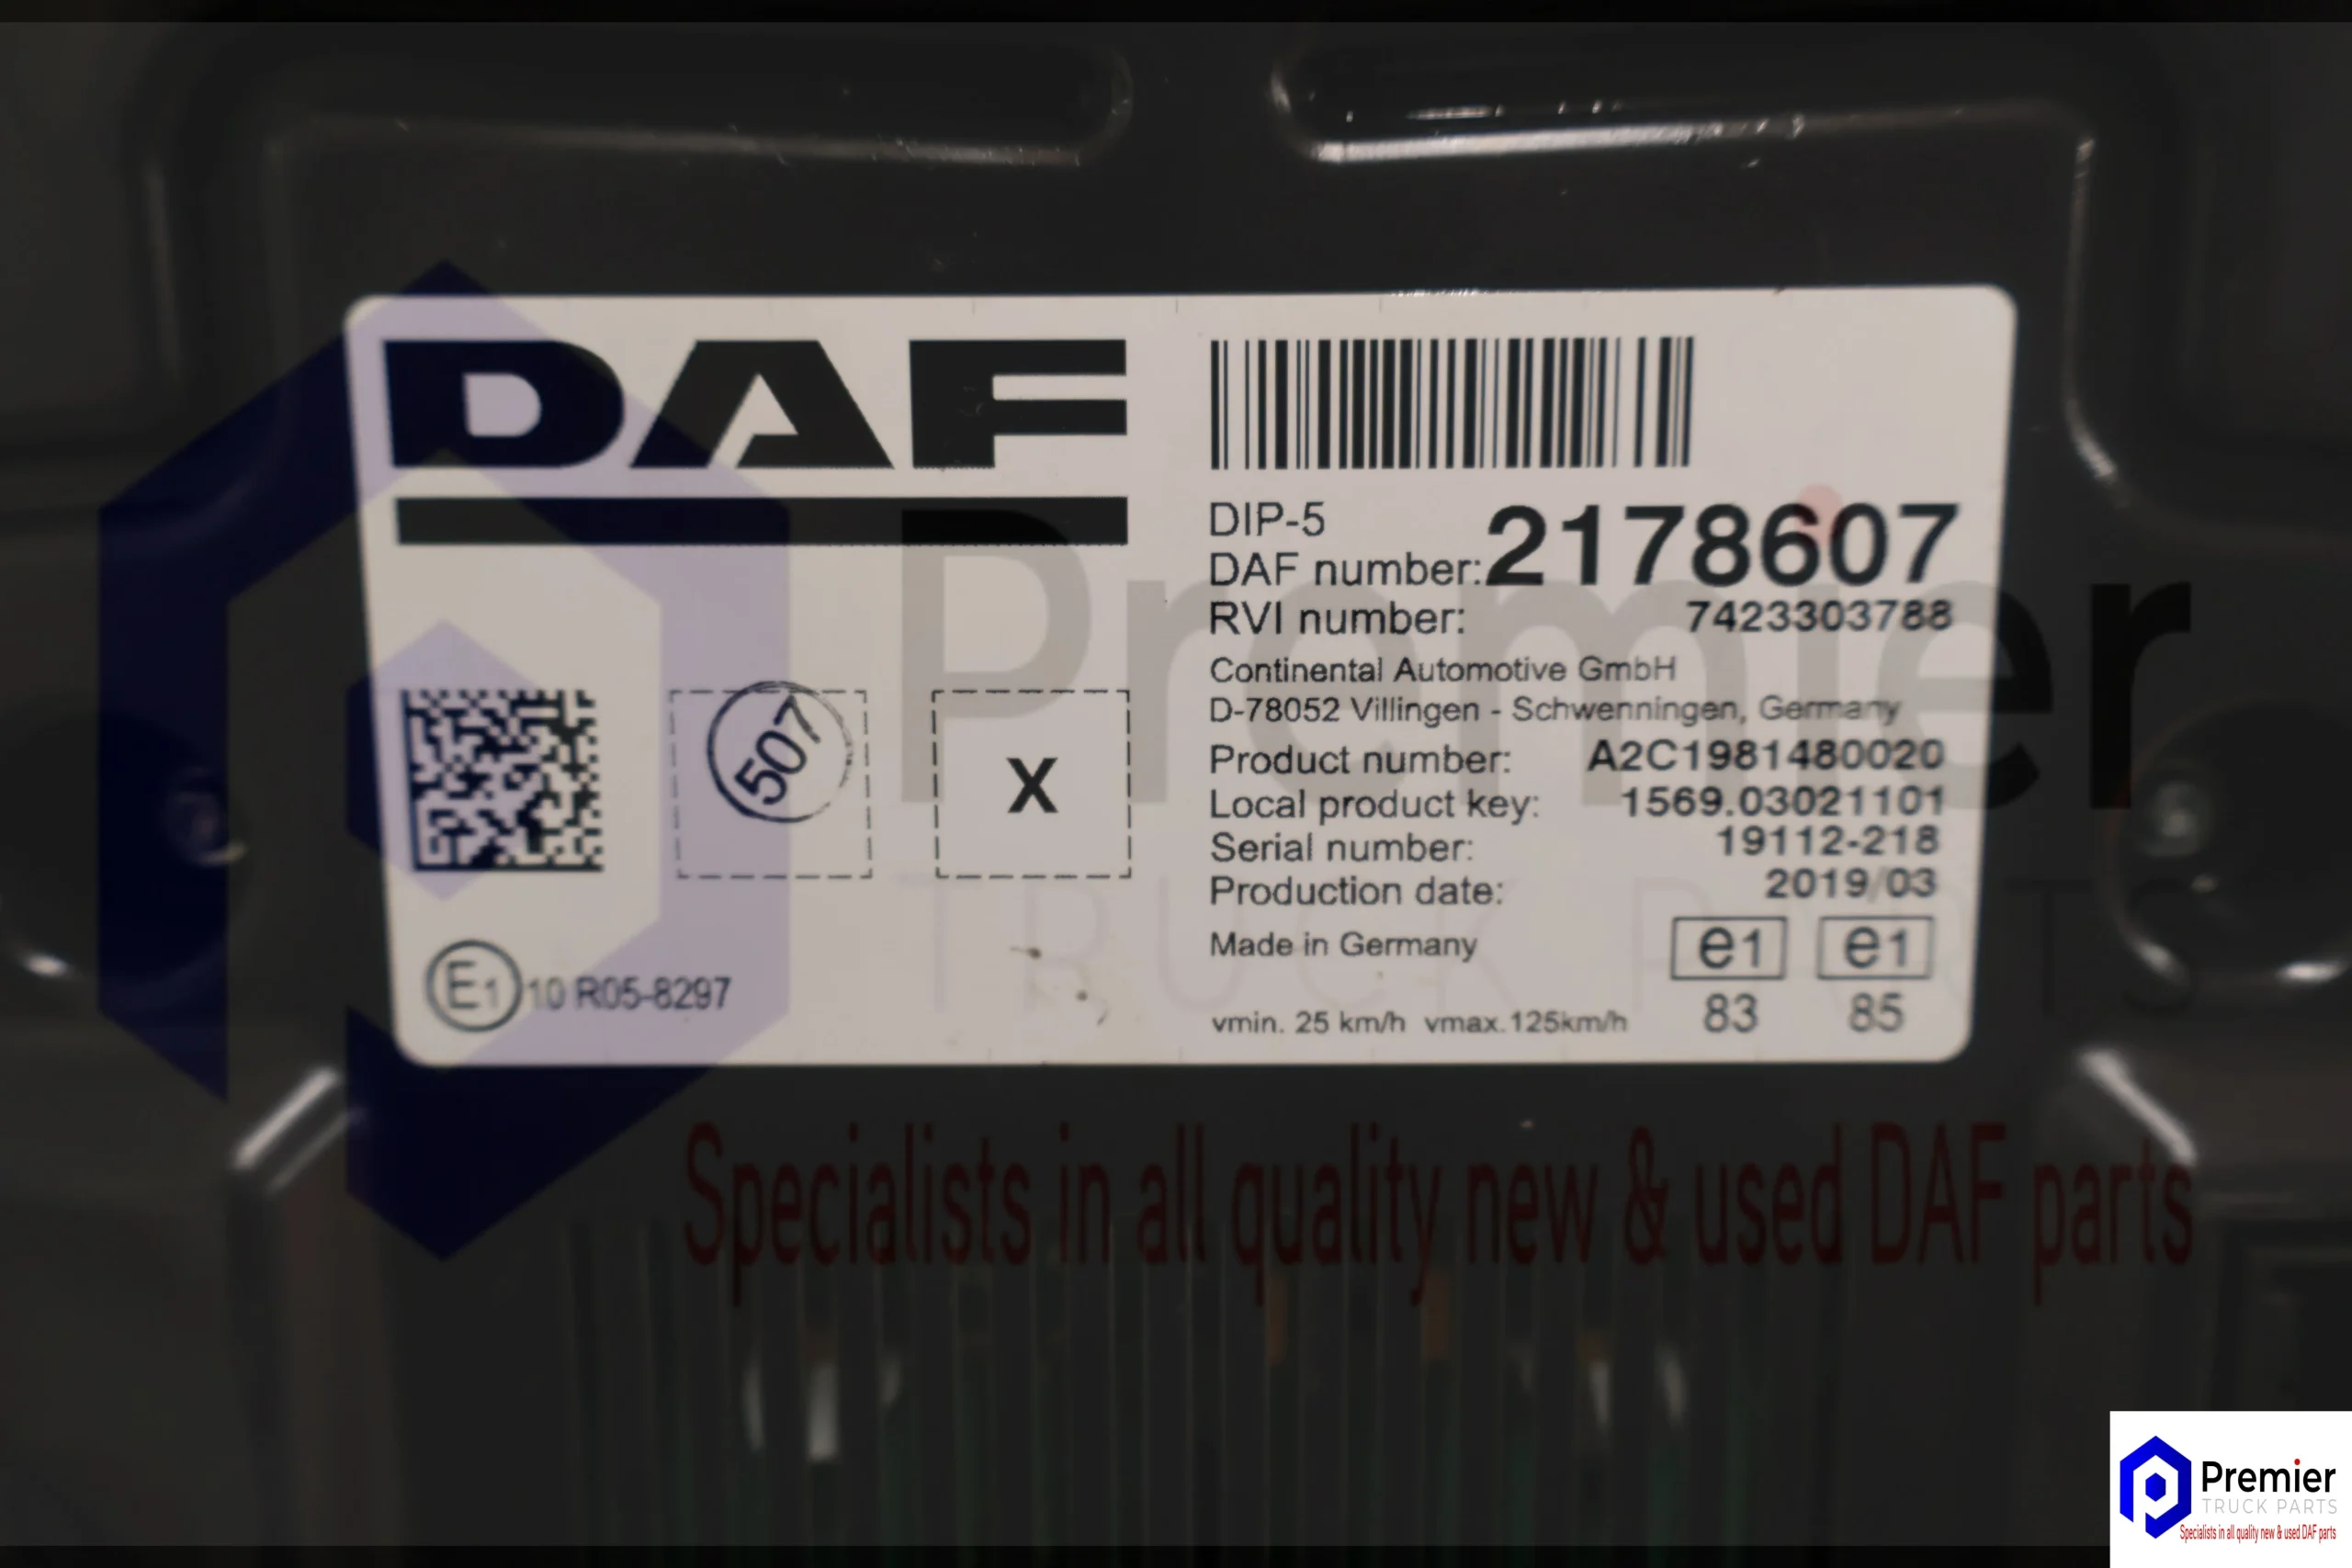 DAF
DIP-5
DAF number: 2178607
RVI number: 7423303788
Continental Automotive GmbH
D-78052 Villingen - Schwenningen, Germany
Product number: A2C1981480020
Local product key: 1569.03021101
Serial number: 19112-218
Production date: 2019/03
Made in Germany
e1 e1
83 85
vmin. 25 km/h vmax.125km/h
507
X
E1 10 R05-8297
Premier
TRUCK PARTS
Specialists in all quality new & used DAF parts
Premier
TRUCK PARTS
Specialists in all quality new & used DAF parts